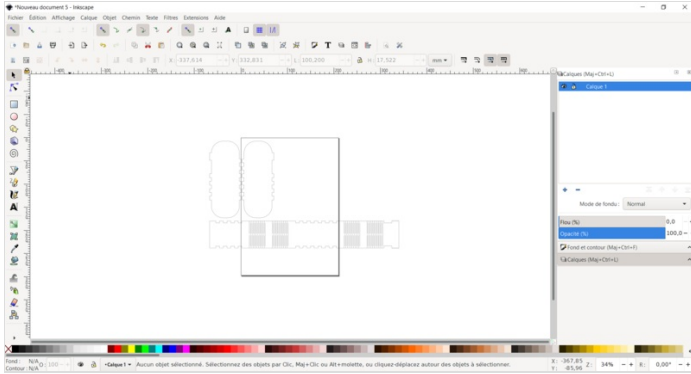 *Nouveau document 5 - Inkscape
Fichier Édition Affichage Calque Objet Chemin Texte Filtres Extensions Aide
X: -337,614 Y: 333,831 L: 100,200 H: 17,522 mm
Calques (Maj+Ctrl+L)
Calque 1
Mode de fondu : Normal
Flou (%) 0,0
Opacité (%) 100,0
Fond et contour (Maj+Ctrl+F)
Calques (Maj+Ctrl+L)
Fond : N/A
Contour : N/A
O: 100
•Calque 1 Aucun objet sélectionné. Sélectionnez des objets par Clic, Maj+Clic ou Alt+molette, ou cliquez-déplacez autour des objets à sélectionner.
X: -367,85
Y: -85,96
Z: 34% R: 0,00°